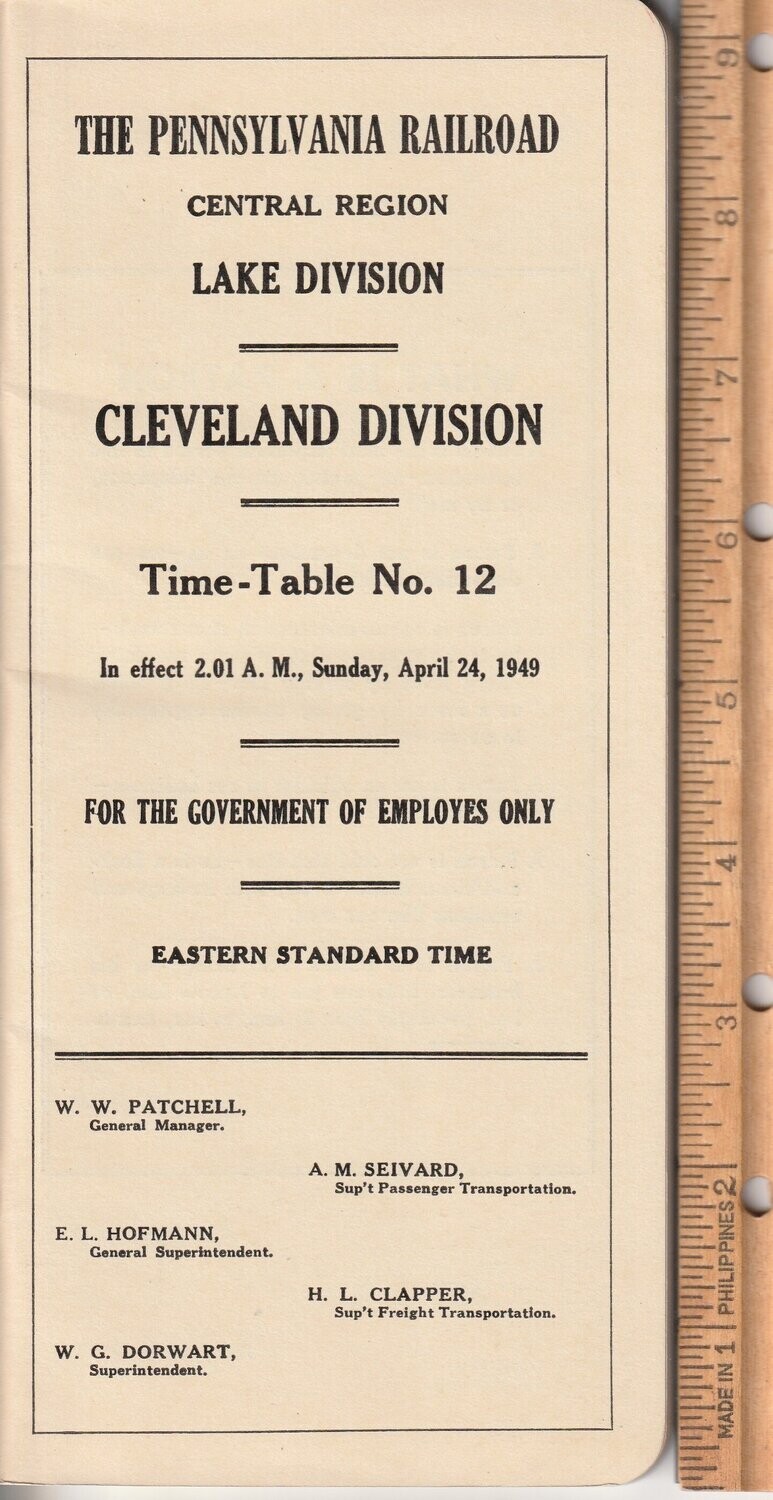 THE PENNSYLVANIA RAILROAD
CENTRAL REGION
LAKE DIVISION
CLEVELAND DIVISION
Time-Table No. 12
In effect 2.01 A. M., Sunday, April 24, 1949
FOR THE GOVERNMENT OF EMPLOYES ONLY
EASTERN STANDARD TIME
W. W. PATCHELL,
General Manager.
A. M. SEIVARD,
Sup't Passenger Transportation.
E. L. HOFMANN,
General Superintendent.
H. L. CLAPPER,
Sup't Freight Transportation.
W. G. DORWART,
Superintendent.
9
8
7
6
5
4
3
2
1
MADE IN PHILIPPINES